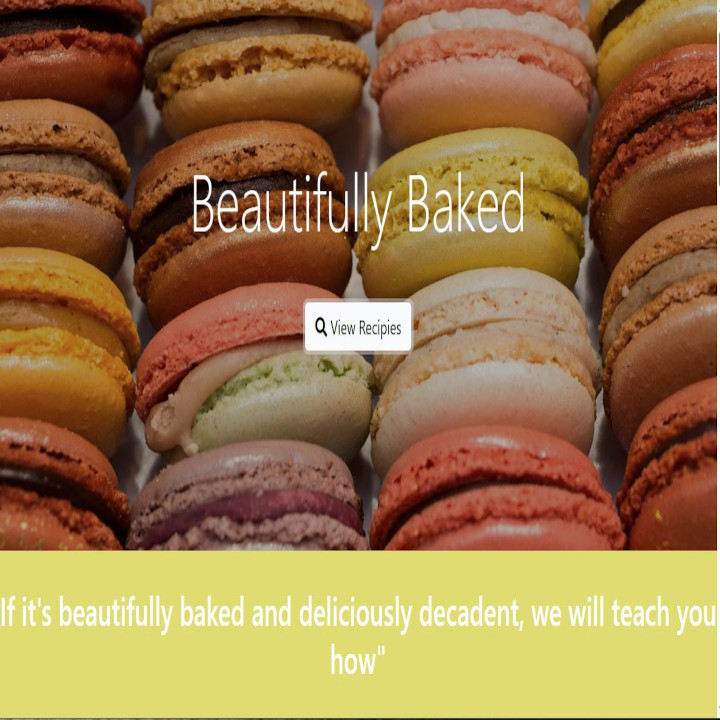 Beautifully Baked
View Recipies
If it's beautifully baked and deliciously decadent, we will teach you
how"